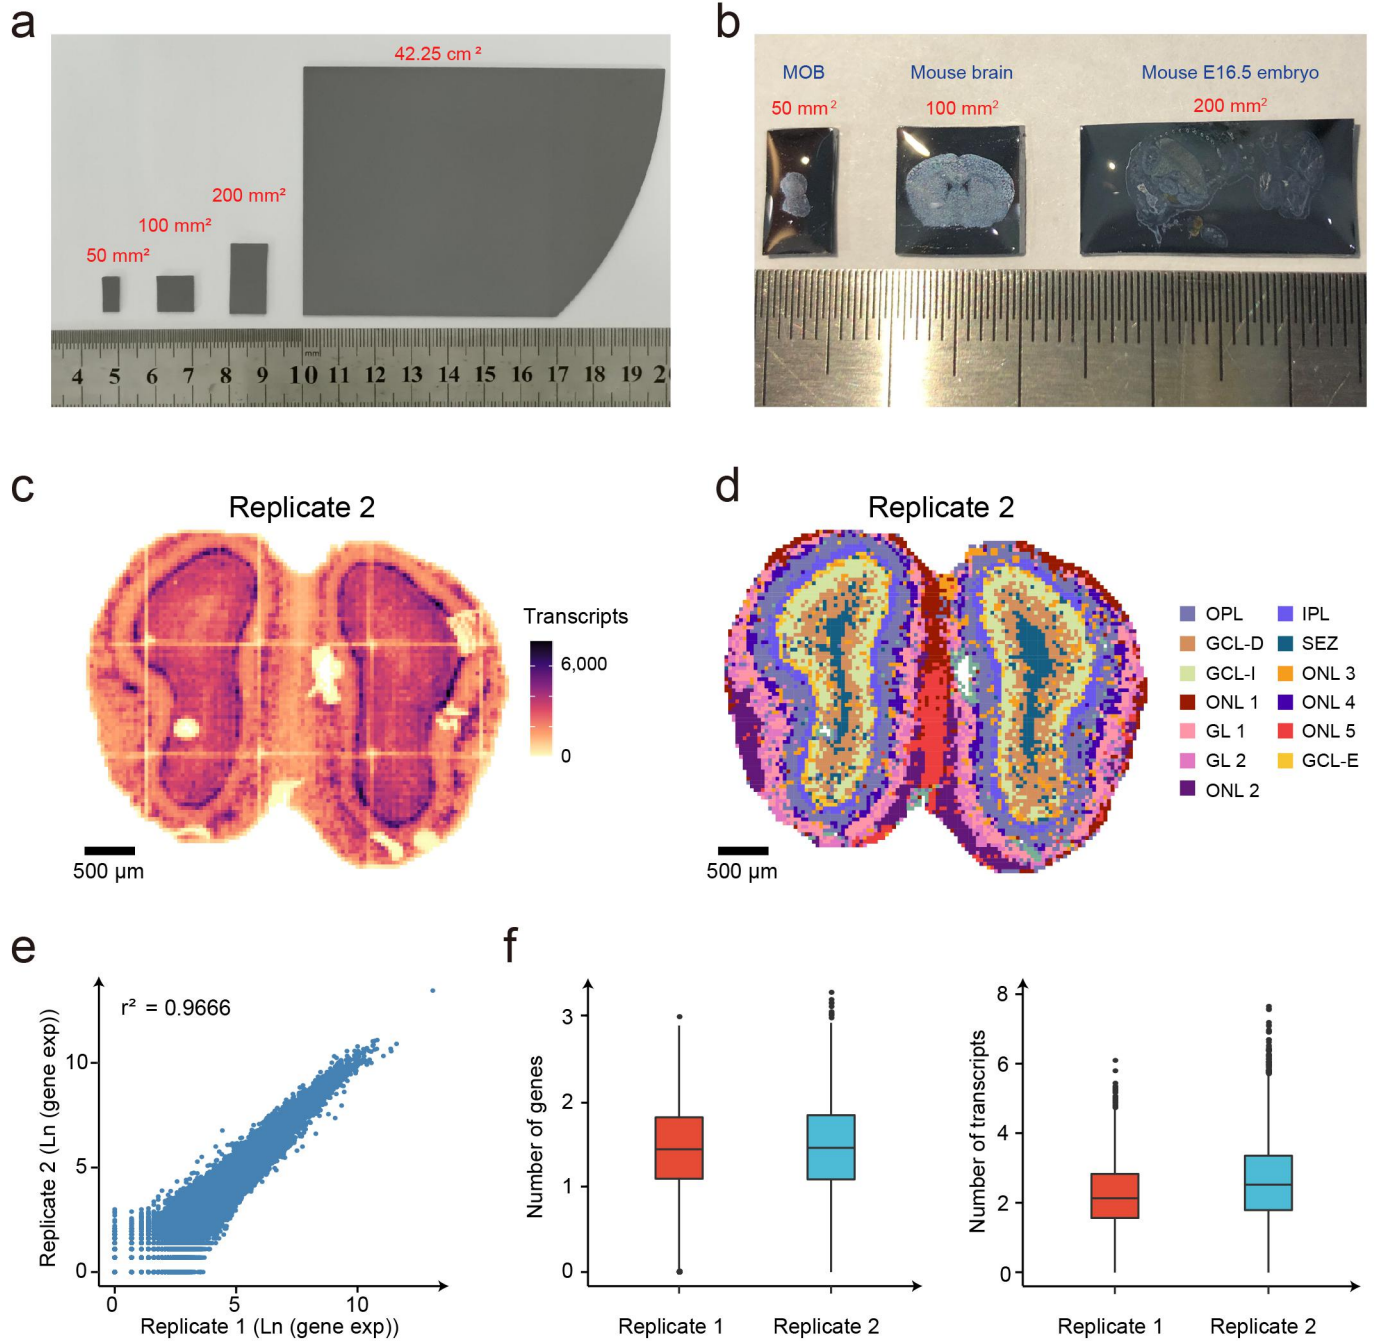 a
42.25 cm²
200 mm²
100 mm²
50 mm²
mm
4 5 6 7 8 9 10 11 12 13 14 15 16 17 18 19 20
b
MOB
Mouse brain
Mouse E16.5 embryo
50 mm²
100 mm²
200 mm²
c
Replicate 2
Transcripts
6,000
0
500 µm
d
Replicate 2
OPL
IPL
GCL-D
SEZ
GCL-I
ONL 3
ONL 1
ONL 4
GL 1
ONL 5
GL 2
GCL-E
ONL 2
500 µm
e
r² = 0.9666
Replicate 2 (Ln (gene exp))
10
5
0
0 5 10
Replicate 1 (Ln (gene exp))
f
Number of genes
3
2
1
0
Replicate 1 Replicate 2
Number of transcripts
8
6
4
2
0
Replicate 1 Replicate 2